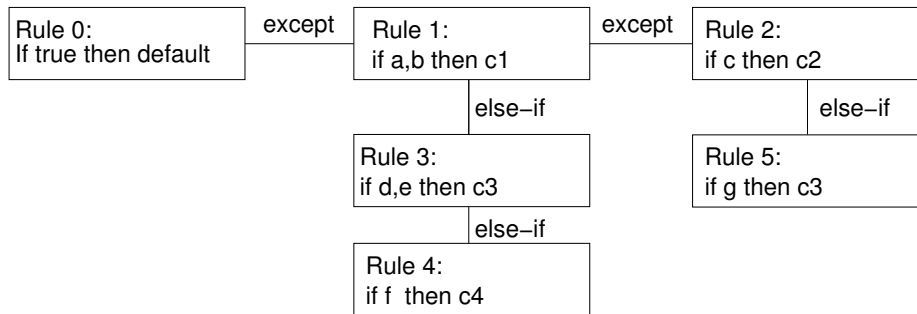 Rule 0:
If true then default
except
Rule 1:
if a,b then c1
except
Rule 2:
if c then c2
else−if
else−if
Rule 3:
if d,e then c3
Rule 5:
if g then c3
else−if
Rule 4:
if f then c4